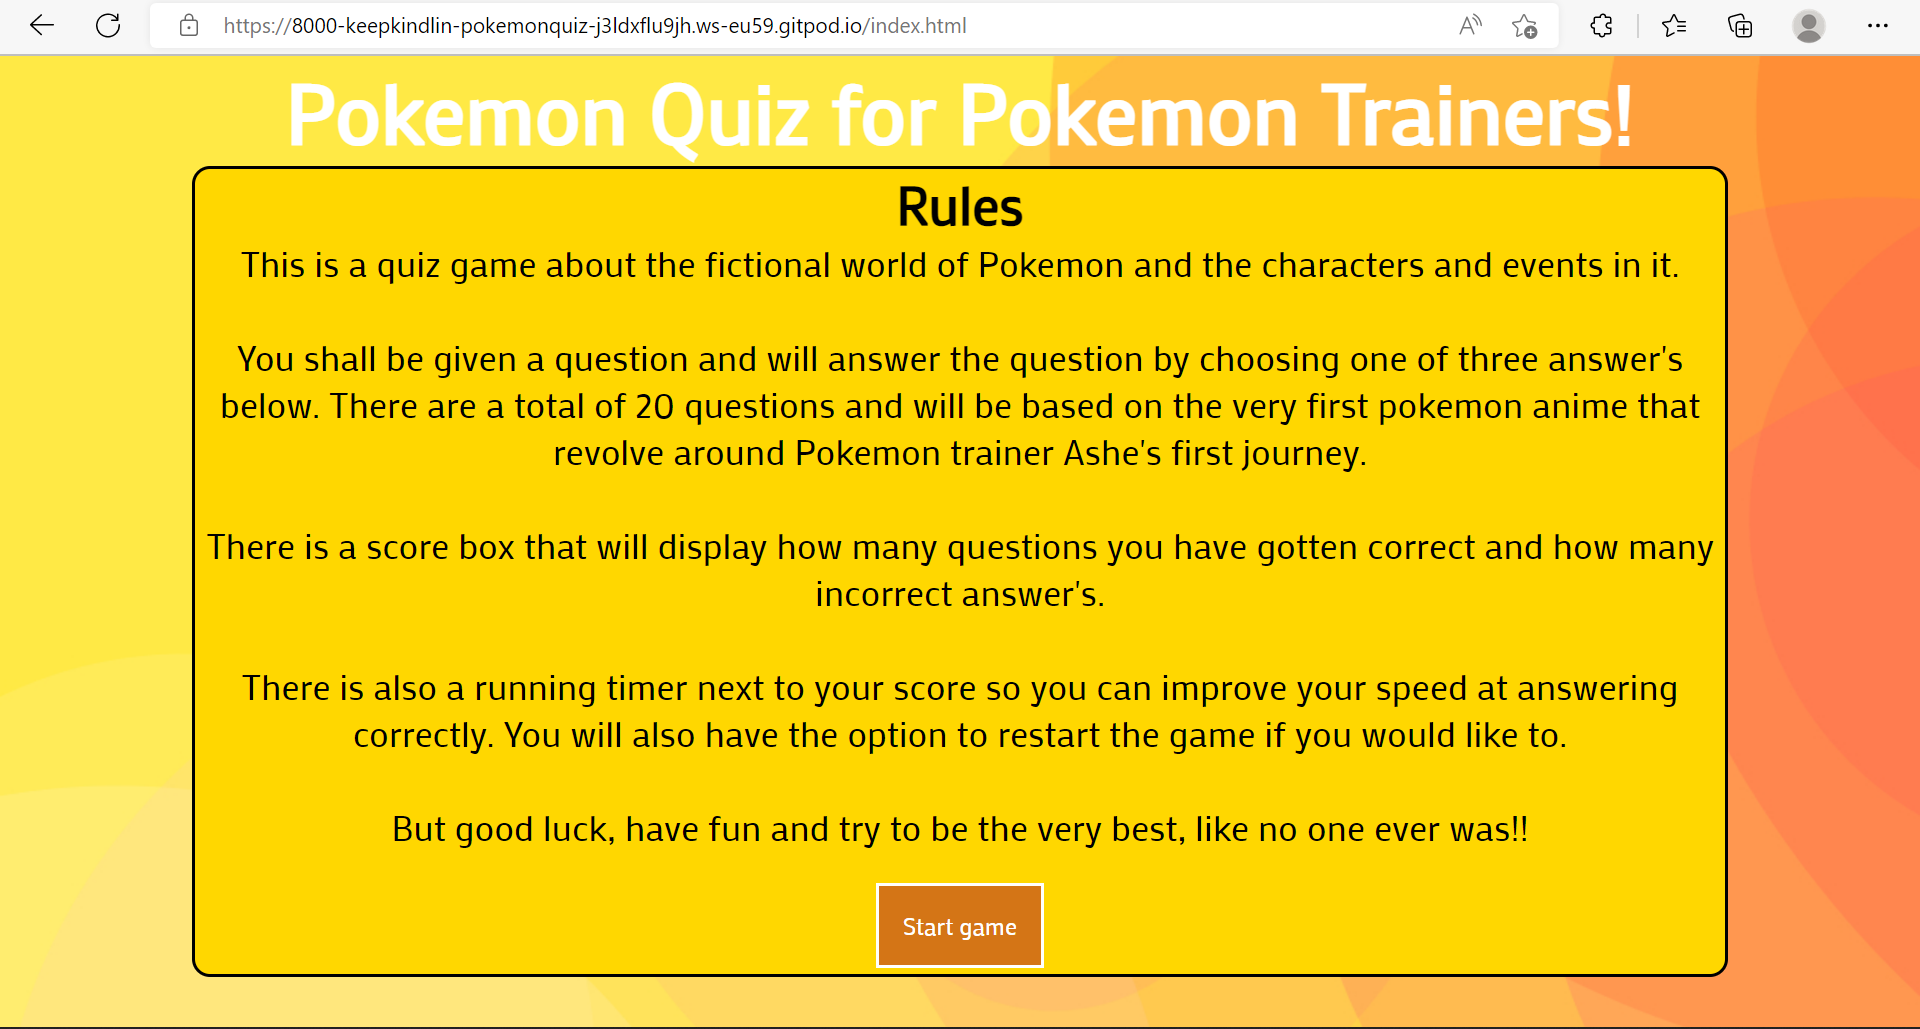 https://8000-keepkindlin-pokemonquiz-j3ldxflu9jh.ws-eu59.gitpod.io/index.html
Pokemon Quiz for Pokemon Trainers!
Rules
This is a quiz game about the fictional world of Pokemon and the characters and events in it.
You shall be given a question and will answer the question by choosing one of three answer's
below. There are a total of 20 questions and will be based on the very first pokemon anime that
revolve around Pokemon trainer Ashe's first journey.
There is a score box that will display how many questions you have gotten correct and how many
incorrect answer's.
There is also a running timer next to your score so you can improve your speed at answering
correctly. You will also have the option to restart the game if you would like to.
But good luck, have fun and try to be the very best, like no one ever was!!
Start game